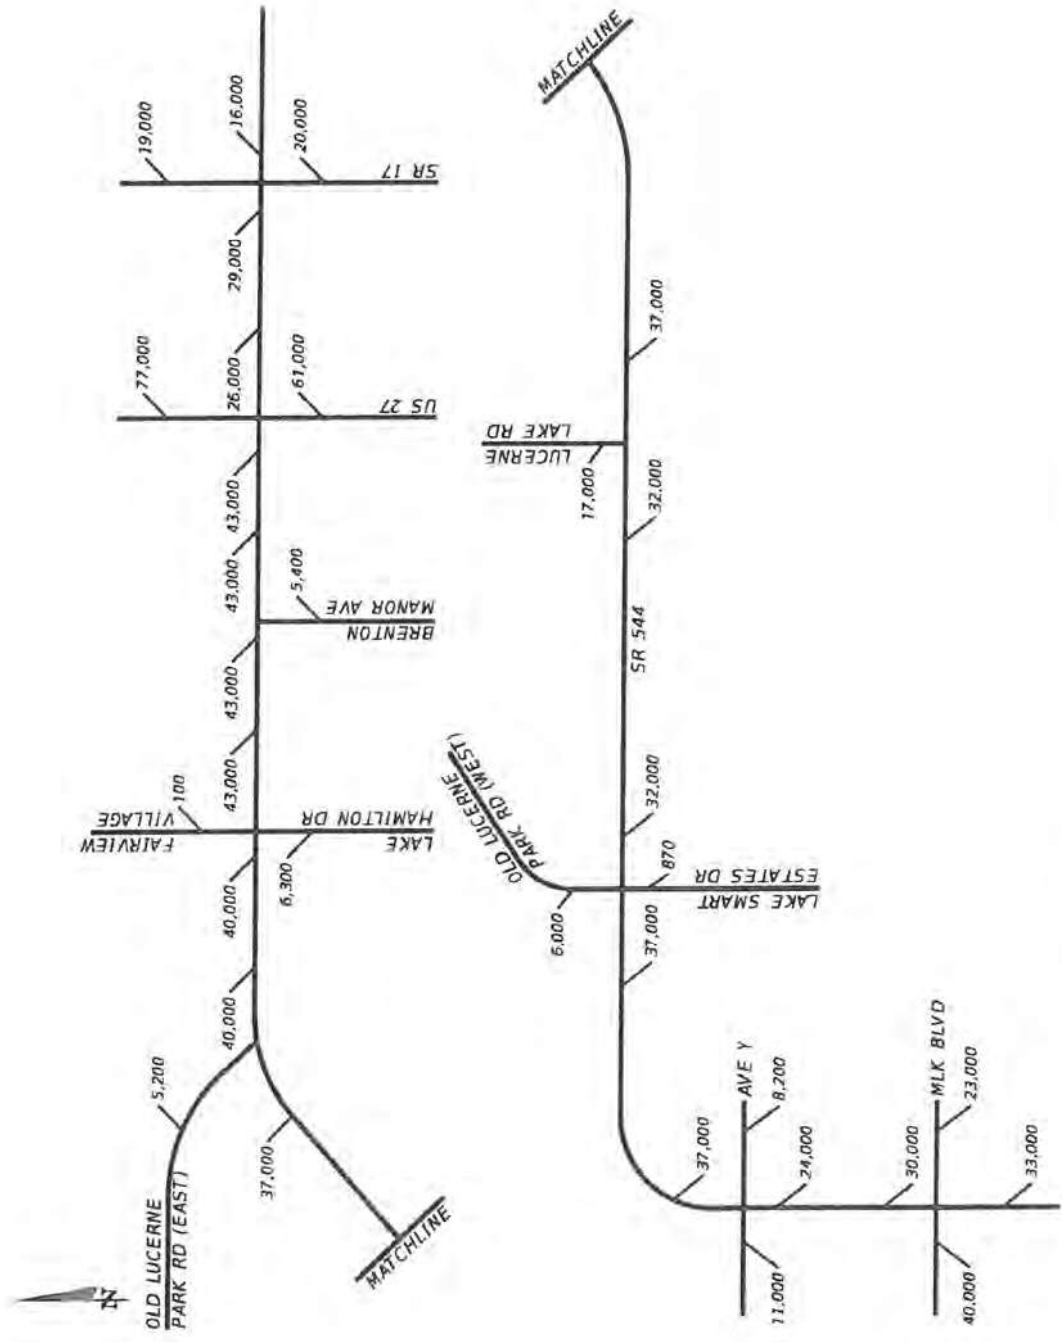 N
OLD LUCERNE
PARK RD (EAST)
5,200
37,000
MATCHLINE
40,000
40,000
FAIRVIEW
VILLAGE
100
6,300
LAKE
HAMILTON DR
43,000
43,000
BRENTON
MANOR AVE
5,400
43,000
43,000
77,000
61,000
US 27
26,000
29,000
19,000
16,000
20,000
SR 17
MATCHLINE
37,000
LUCERNE
LAKE RD
17,000
32,000
SR 544
32,000
OLD LUCERNE
PARK RD (WEST)
6,000
870
LAKE SMART
ESTATES DR
37,000
37,000
AVE Y
8,200
11,000
24,000
30,000
MLK BLVD
23,000
40,000
33,000